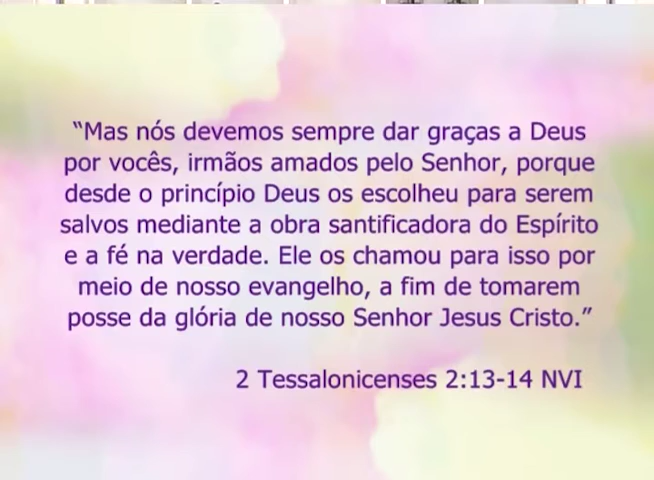 “Mas nós devemos sempre dar graças a Deus
por vocês, irmãos amados pelo Senhor, porque
desde o princípio Deus os escolheu para serem
salvos mediante a obra santificadora do Espírito
e a fé na verdade. Ele os chamou para isso por
meio de nosso evangelho, a fim de tomarem
posse da glória de nosso Senhor Jesus Cristo.”
2 Tessalonicenses 2:13-14 NVI